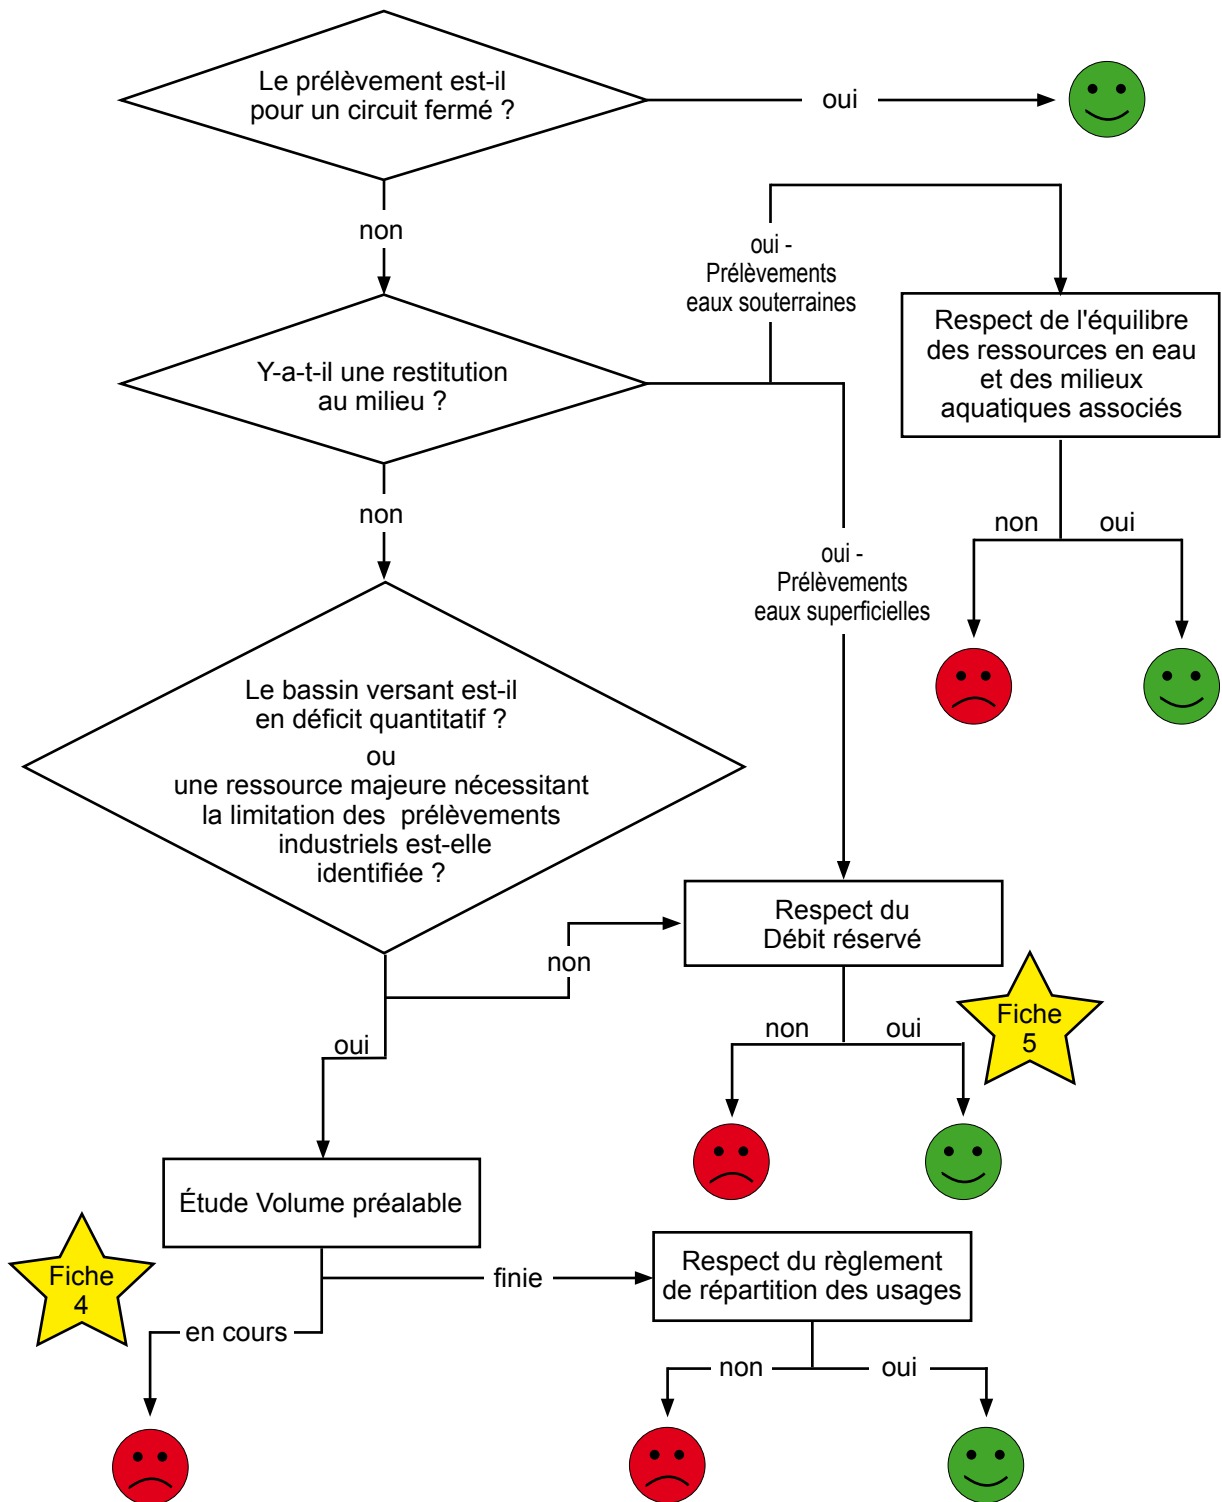 Le prélèvement est-il
pour un circuit fermé ?
oui
non
oui -
Prélèvements
eaux souterraines
Respect de l'équilibre
des ressources en eau
et des milieux
aquatiques associés
Y-a-t-il une restitution
au milieu ?
non
non
oui
oui -
Prélèvements
eaux superficielles
Le bassin versant est-il
en déficit quantitatif ?
ou
une ressource majeure nécessitant
la limitation des prélèvements
industriels est-elle
identifiée ?
Respect du
Débit réservé
non
oui
non
oui
Fiche
5
Étude Volume préalable
Fiche
4
finie
Respect du règlement
de répartition des usages
en cours
non
oui